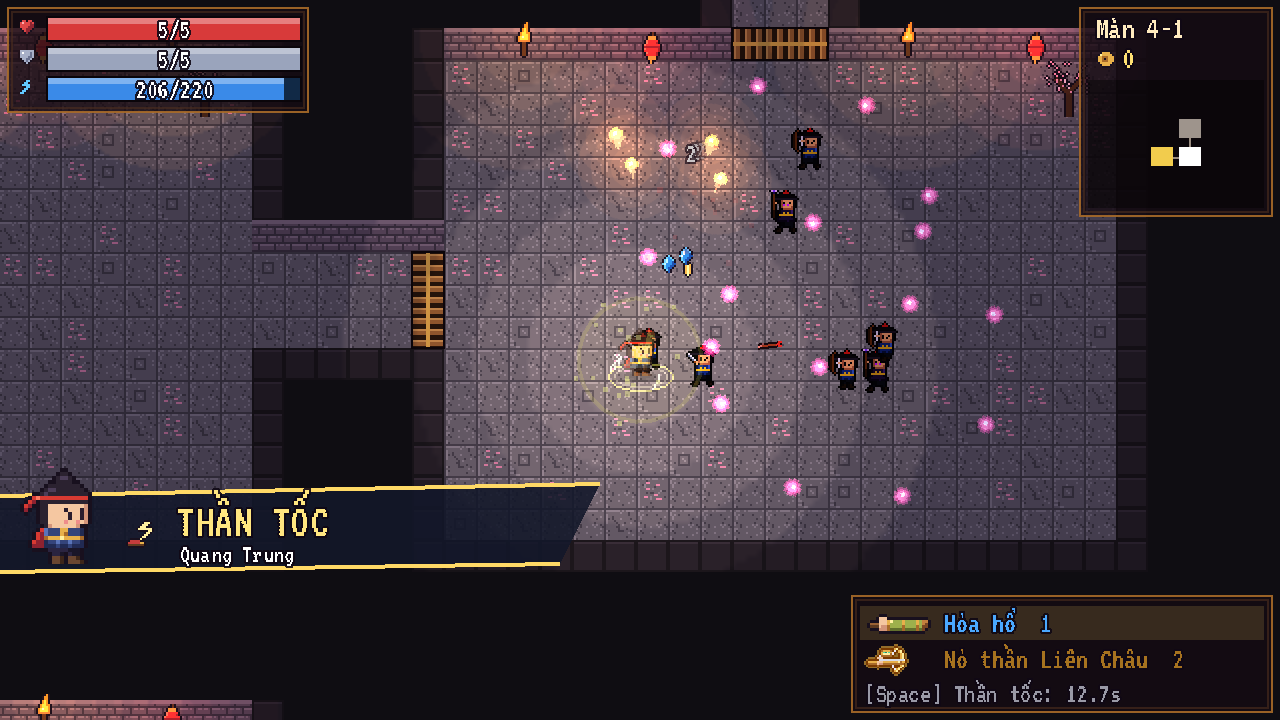 5/5
5/5
206/220
Màn 4-1
0
2
THẦN TỐC
Quang Trung
Hỏa hổ 1
Nỏ thần Liên Châu 2
[Space] Thần tốc: 12.7s